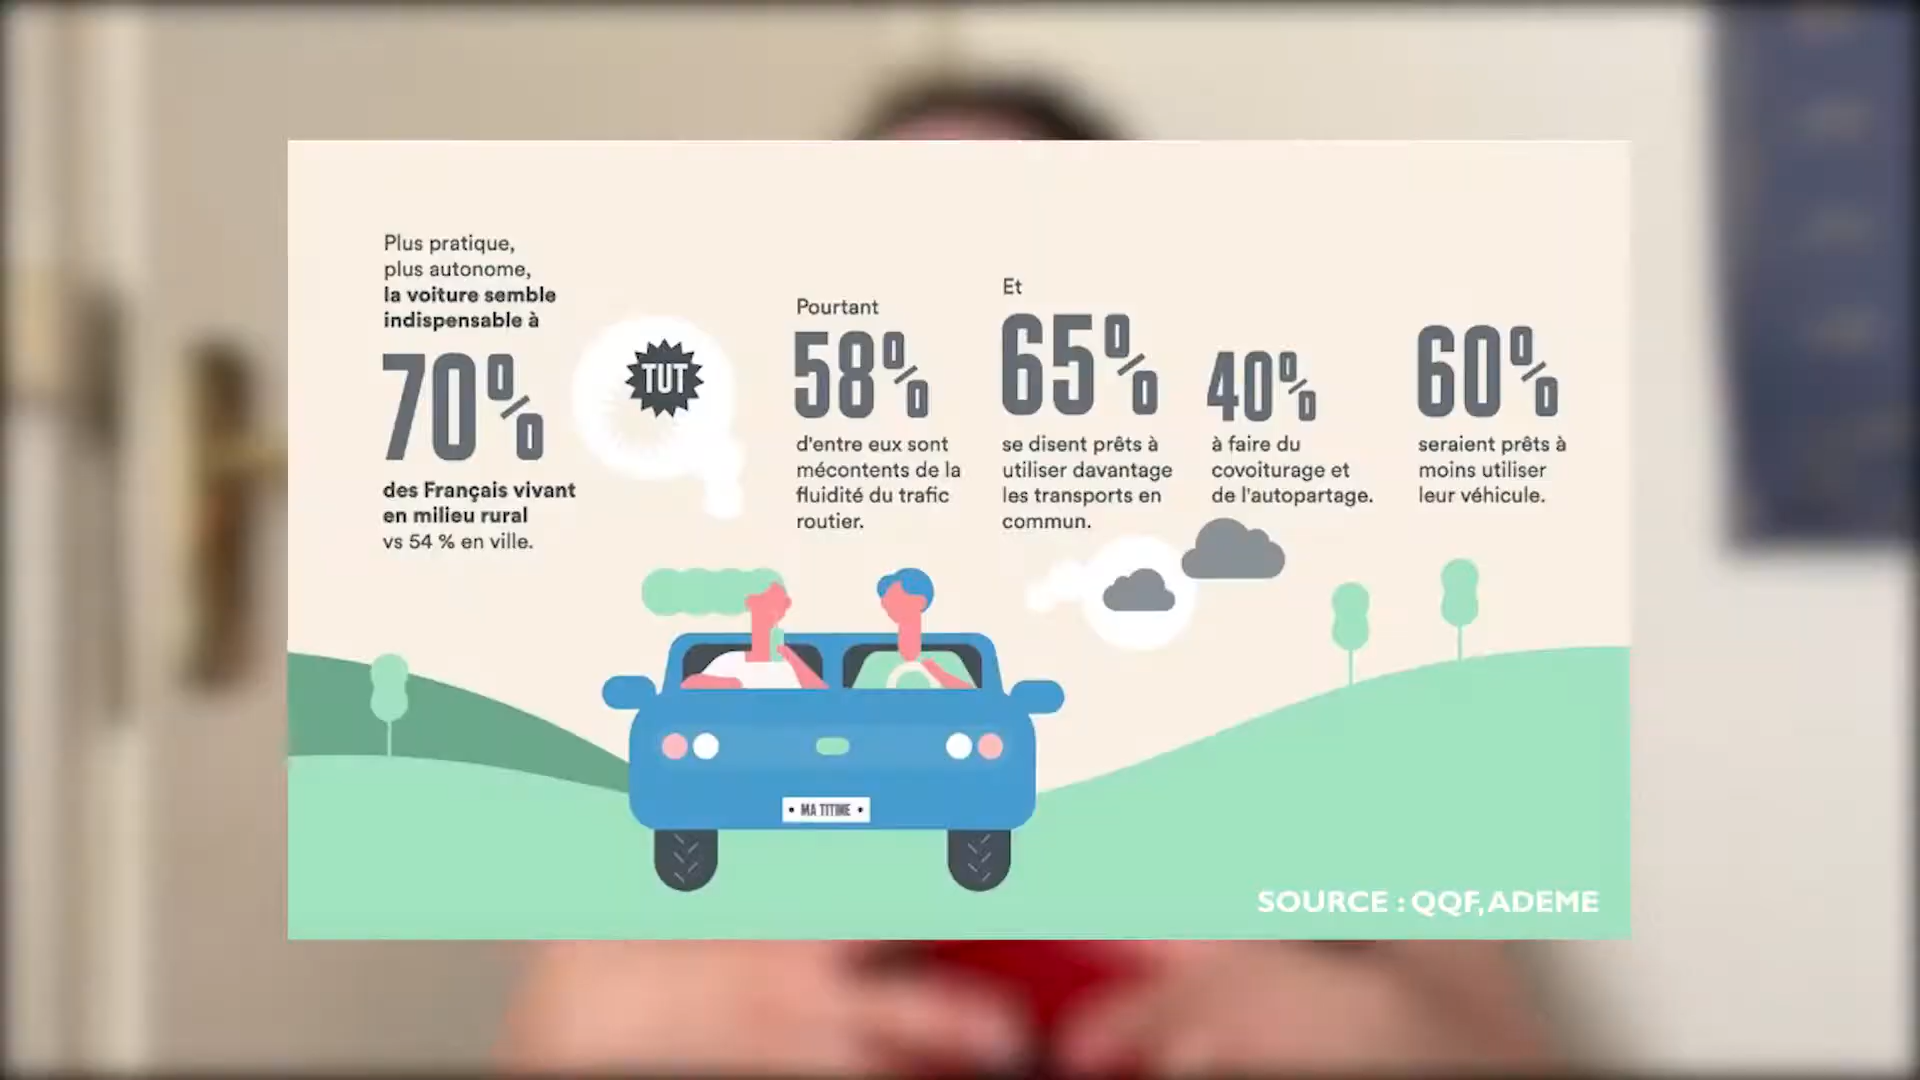 Plus pratique,
plus autonome,
la voiture semble
indispensable à
70%
des Français vivant
en milieu rural
vs 54 % en ville.
TUT
Pourtant
58%
d'entre eux sont
mécontents de la
fluidité du trafic
routier.
Et
65%
se disent prêts à
utiliser davantage
les transports en
commun.
40%
à faire du
covoiturage et
de l'autopartage.
60%
seraient prêts à
moins utiliser
leur véhicule.
• MA TITINE •
SOURCE : QQF, ADEME